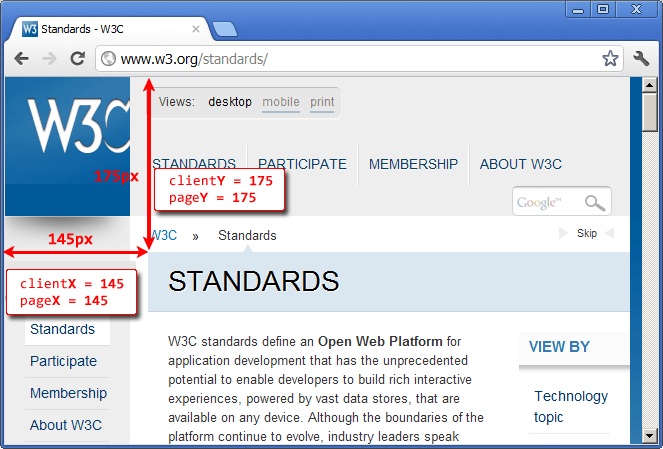 Standards - W3C
www.w3.org/standards/
W3C
Views: desktop mobile print
STANDARDS PARTICIPATE MEMBERSHIP ABOUT W3C
175px
clientY = 175
pageY = 175
Google™
145px
W3C » Standards
Skip
clientX = 145
pageX = 145
STANDARDS
Standards
Participate
Membership
About W3C
W3C standards define an Open Web Platform for
application development that has the unprecedented
potential to enable developers to build rich interactive
experiences, powered by vast data stores, that are
available on any device. Although the boundaries of the
platform continue to evolve, industry leaders speak
VIEW BY
Technology
topic